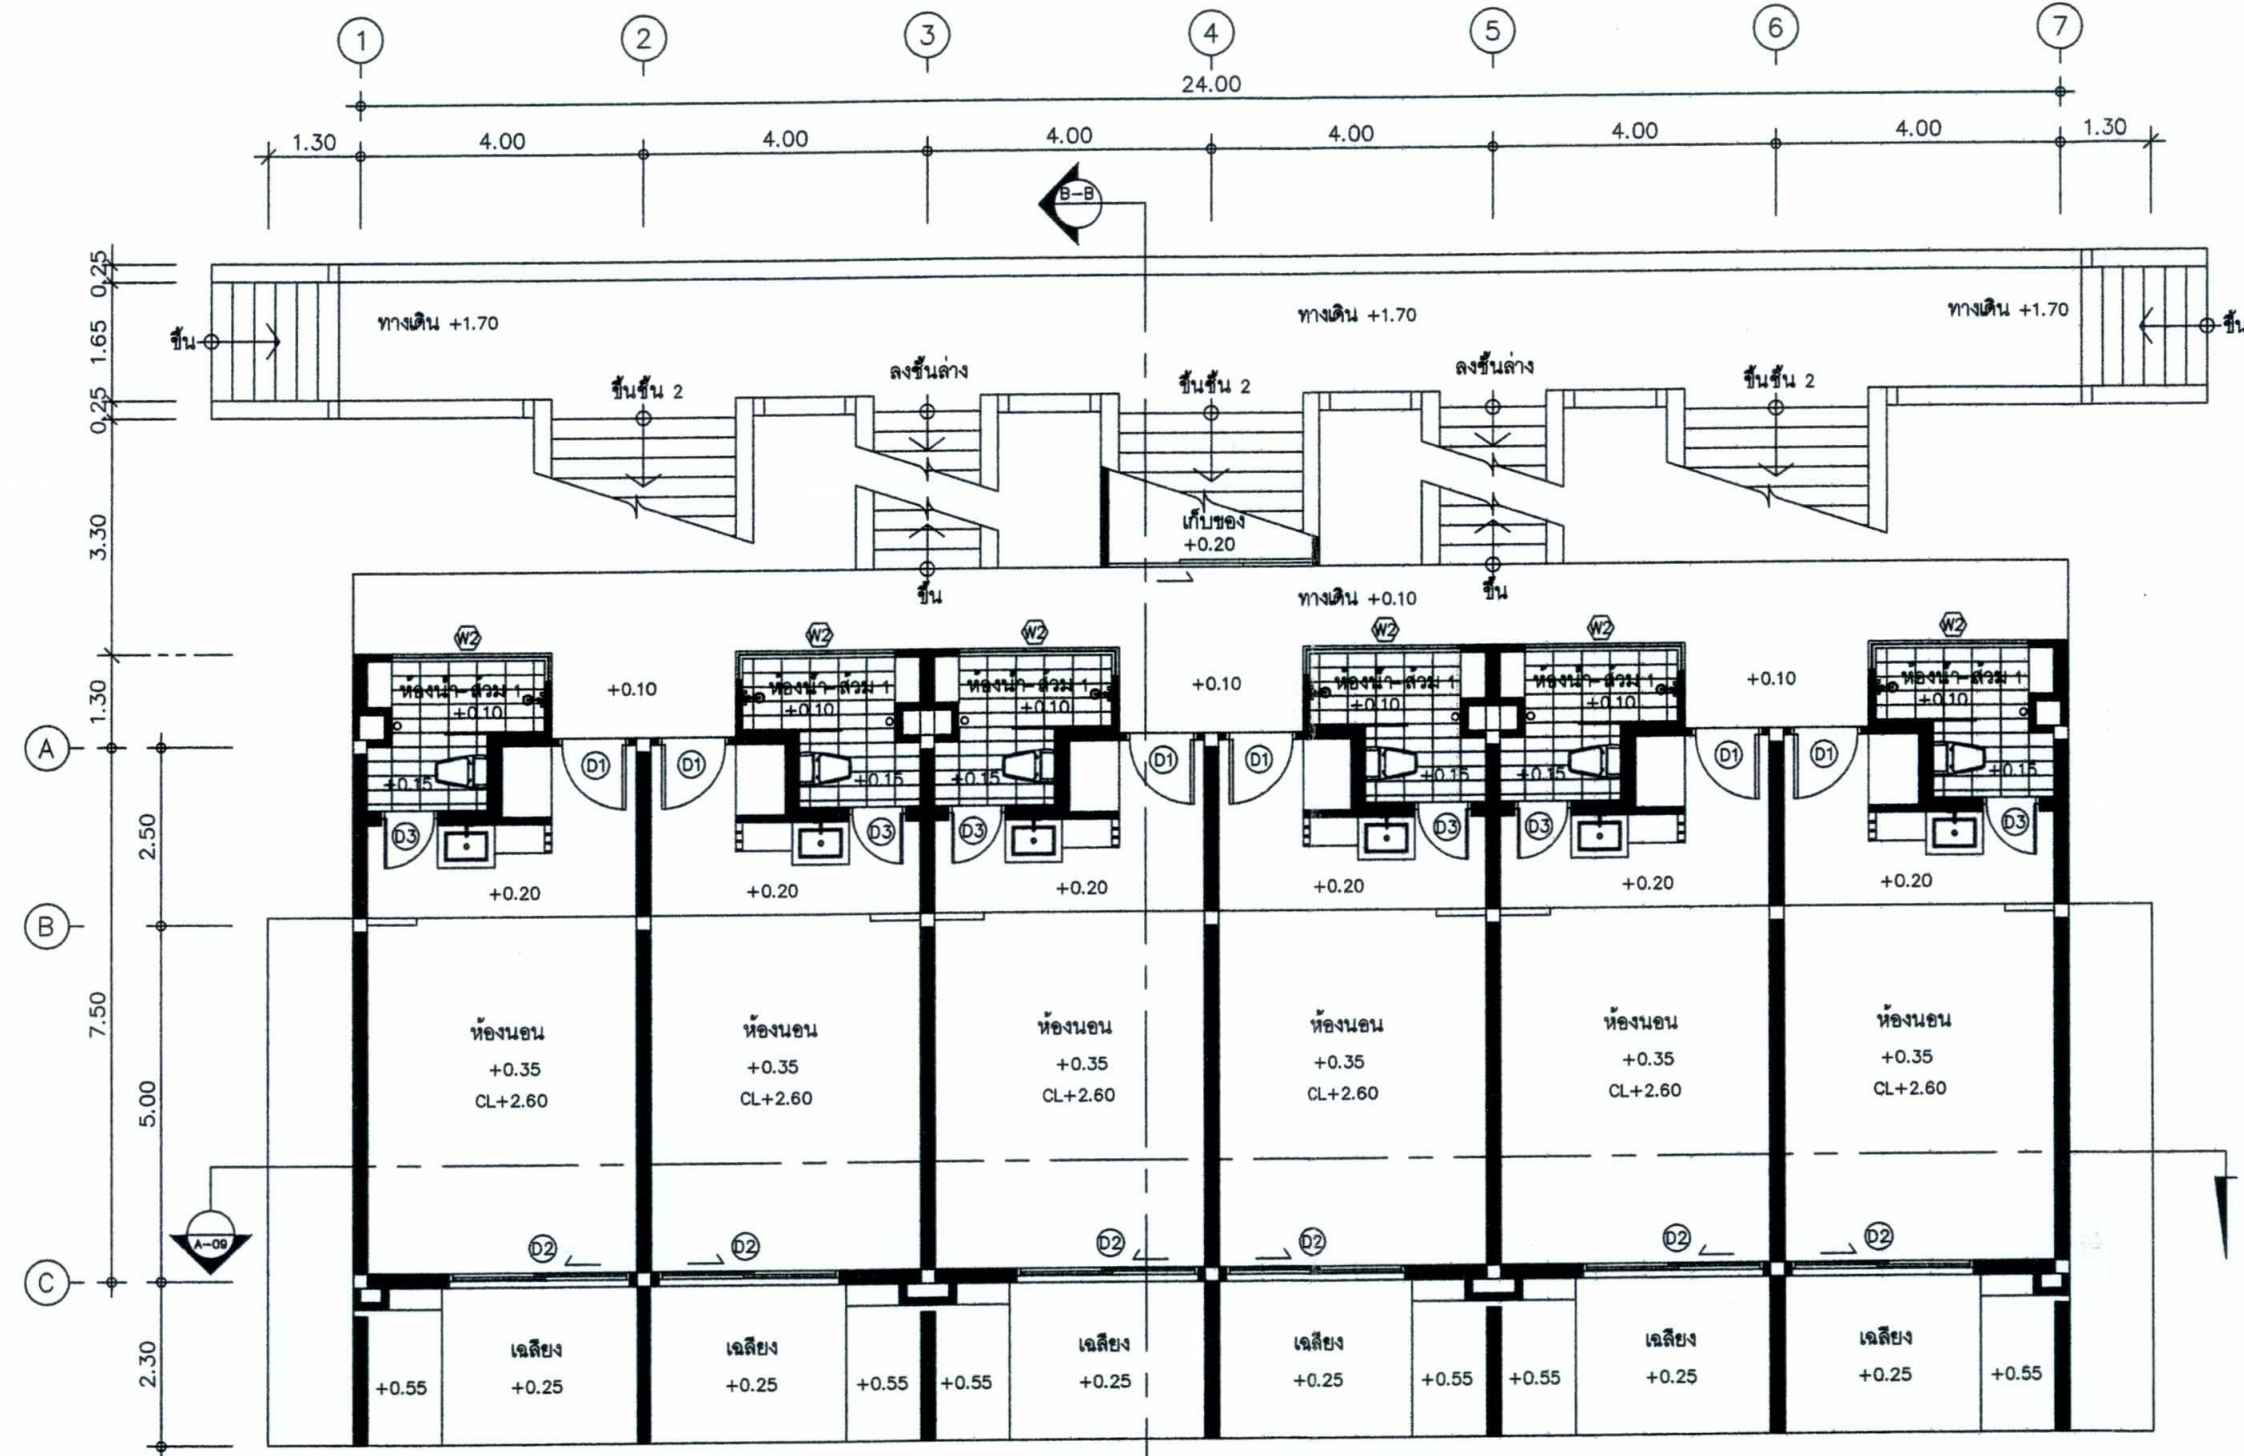 1 2 3 4 5 6 7
24.00
1.30 4.00 4.00 4.00 4.00 4.00 4.00 1.30
B-B
0.25
1.65
0.25
3.30
1.30
2.50
7.50
5.00
2.30
ทางเดิน +1.70 ทางเดิน +1.70 ทางเดิน +1.70
ขึ้น ขึ้น
ขึ้นชั้น 2 ลงชั้นล่าง ขึ้นชั้น 2 ลงชั้นล่าง ขึ้นชั้น 2
เก็บของ
+0.20
ขึ้น ทางเดิน +0.10 ขึ้น
W2 W2 W2 W2 W2 W2
ห้องน้ำ-ส้วม 1 ห้องน้ำ-ส้วม 1 ห้องน้ำ-ส้วม 1 ห้องน้ำ-ส้วม 1 ห้องน้ำ-ส้วม 1 ห้องน้ำ-ส้วม 1
+0.10 +0.10 +0.10
+0.10 +0.10 +0.10 +0.10 +0.10 +0.10
A
D1 D1 D1 D1 D1 D1
+0.15 +0.15 +0.15 +0.15 +0.15 +0.15
D3 D3 D3 D3 D3 D3
+0.20 +0.20 +0.20 +0.20 +0.20 +0.20
B
ห้องนอน ห้องนอน ห้องนอน ห้องนอน ห้องนอน ห้องนอน
+0.35 +0.35 +0.35 +0.35 +0.35 +0.35
CL+2.60 CL+2.60 CL+2.60 CL+2.60 CL+2.60 CL+2.60
A-09
D2 D2 D2 D2 D2 D2
C
เฉลียง เฉลียง เฉลียง เฉลียง เฉลียง เฉลียง
+0.55 +0.25 +0.25 +0.55 +0.55 +0.25 +0.25 +0.55 +0.55 +0.25 +0.25 +0.55